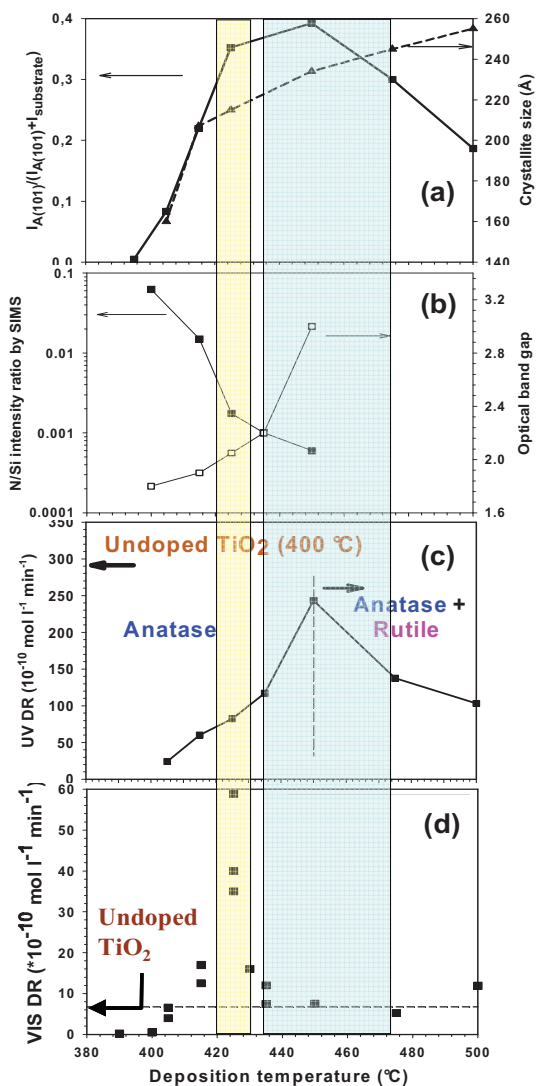 0,4
0,3
0,2
0,1
0,0
I_A(101)/(I_A(101)+I_substrate)
260
240
220
200
180
160
140
Crystallite size (Å)
(a)
0.1
0.01
0.001
0.0001
N/Si intensity ratio by SIMS
3.2
2.8
2.4
2.0
1.6
Optical band gap
(b)
350
300
250
200
150
100
50
0
UV DR (10⁻¹⁰ mol l⁻¹ min⁻¹)
Undoped TiO₂ (400 °C)
(c)
Anatase
Anatase +
Rutile
60
50
40
30
20
10
0
VIS DR (*10⁻¹⁰ mol l⁻¹ min⁻¹)
(d)
Undoped
TiO₂
380 400 420 440 460 480 500
Deposition temperature (°C)